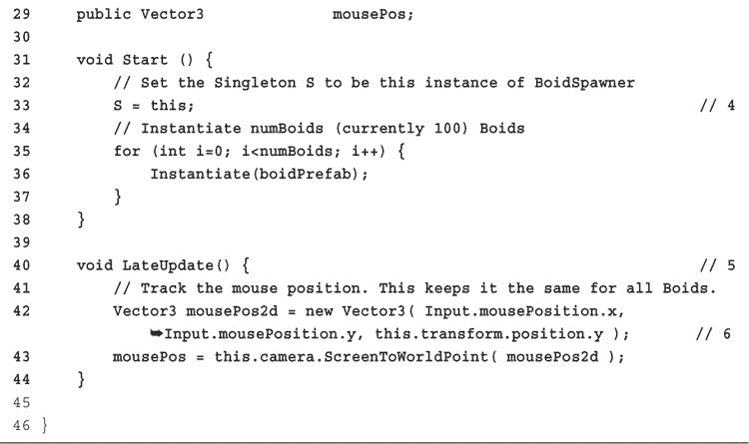 29     public Vector3               mousePos;
30
31     void Start () {
32         // Set the Singleton S to be this instance of BoidSpawner
33         S = this;                                                      // 4
34         // Instantiate numBoids (currently 100) Boids
35         for (int i=0; i<numBoids; i++) {
36             Instantiate(boidPrefab);
37         }
38     }
39
40     void LateUpdate() {                                                // 5
41         // Track the mouse position. This keeps it the same for all Boids.
42         Vector3 mousePos2d = new Vector3( Input.mousePosition.x,
             ➥Input.mousePosition.y, this.transform.position.y );       // 6
43         mousePos = this.camera.ScreenToWorldPoint( mousePos2d );
44     }
45
46 }